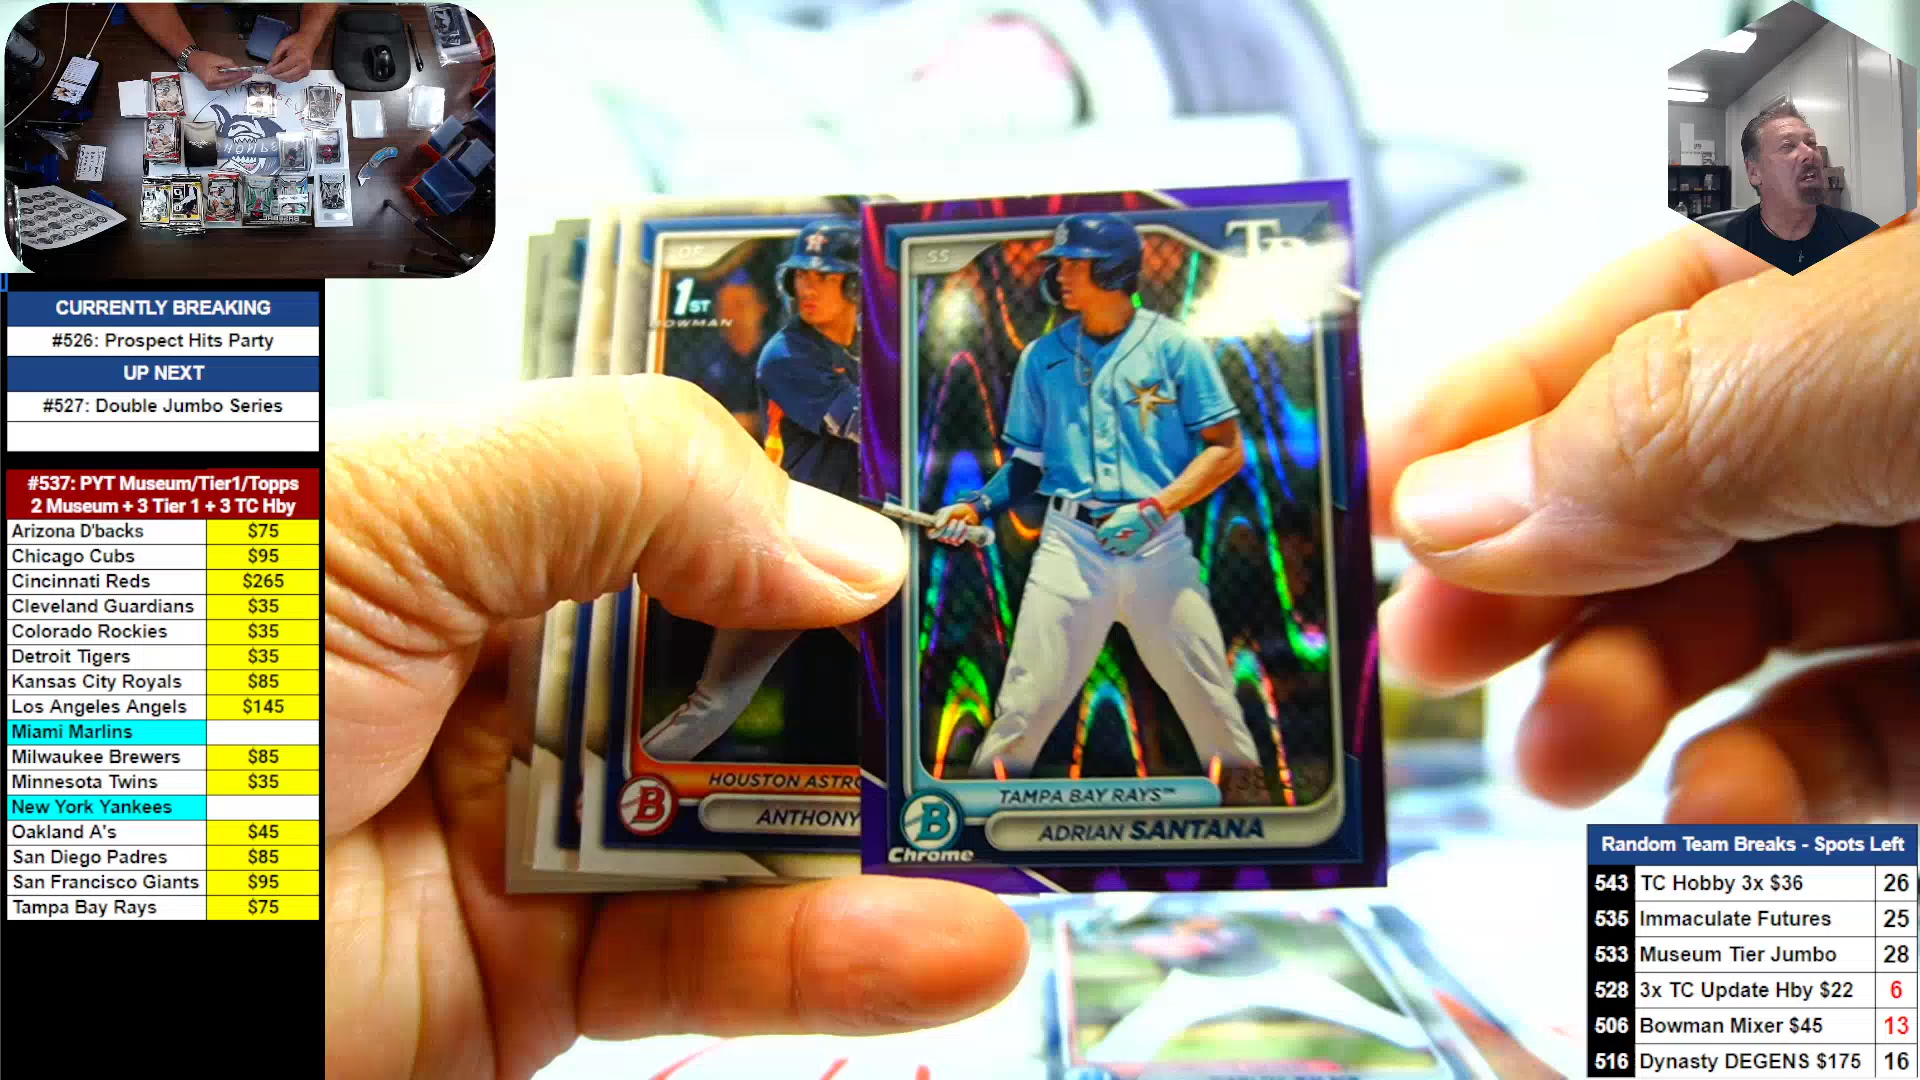 CURRENTLY BREAKING
#526: Prospect Hits Party
UP NEXT
#527: Double Jumbo Series
#537: PYT Museum/Tier1/Topps
2 Museum + 3 Tier 1 + 3 TC Hby
Arizona D'backs $75
Chicago Cubs $95
Cincinnati Reds $265
Cleveland Guardians $35
Colorado Rockies $35
Detroit Tigers $35
Kansas City Royals $85
Los Angeles Angels $145
Miami Marlins
Milwaukee Brewers $85
Minnesota Twins $35
New York Yankees
Oakland A's $45
San Diego Padres $85
San Francisco Giants $95
Tampa Bay Rays $75
OF
1ST
BOWMAN
HOUSTON ASTRO
ANTHONY
B
SS
TB
TAMPA BAY RAYS™
ADRIAN SANTANA
B
Chrome
Random Team Breaks - Spots Left
543 TC Hobby 3x $36 26
535 Immaculate Futures 25
533 Museum Tier Jumbo 28
528 3x TC Update Hby $22 6
506 Bowman Mixer $45 13
516 Dynasty DEGENS $175 16